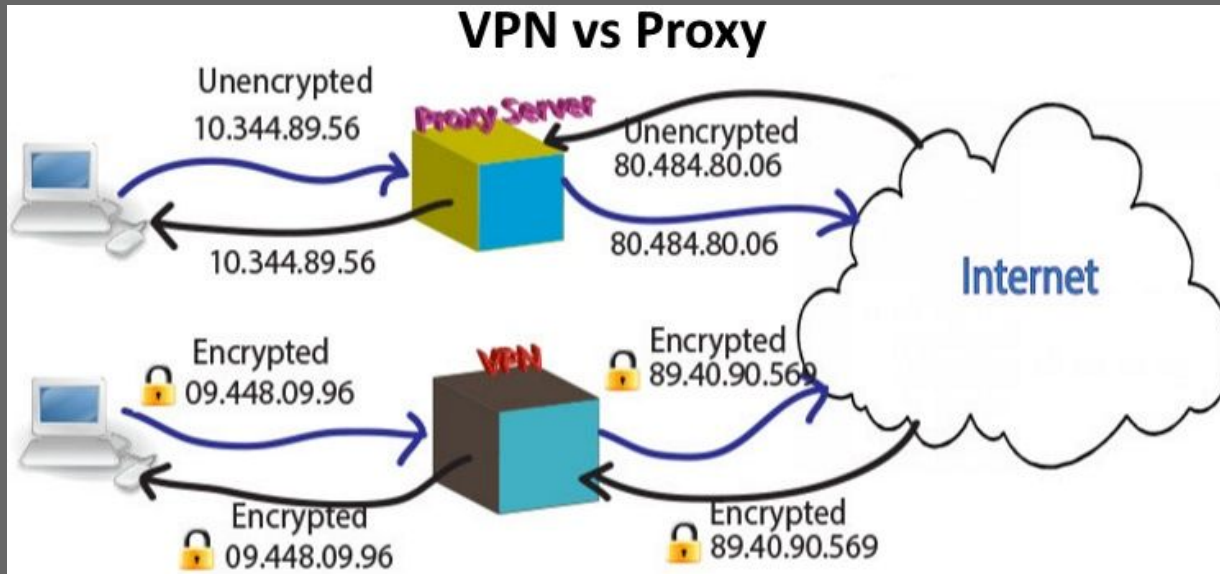 VPN vs Proxy
Unencrypted
10.344.89.56
Proxy Server
Unencrypted
80.484.80.06
10.344.89.56
80.484.80.06
Internet
Encrypted
09.448.09.96
VPN
Encrypted
89.40.90.569
Encrypted
09.448.09.96
Encrypted
89.40.90.569